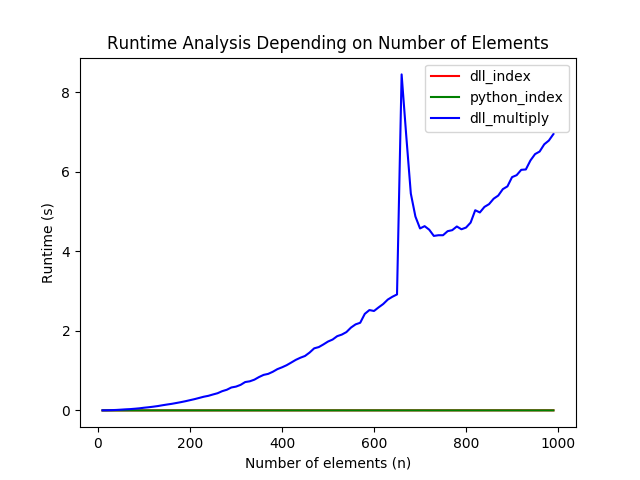 Runtime Analysis Depending on Number of Elements
dll_index
python_index
dll_multiply
8
6
4
2
0
Runtime (s)
0 200 400 600 800 1000
Number of elements (n)